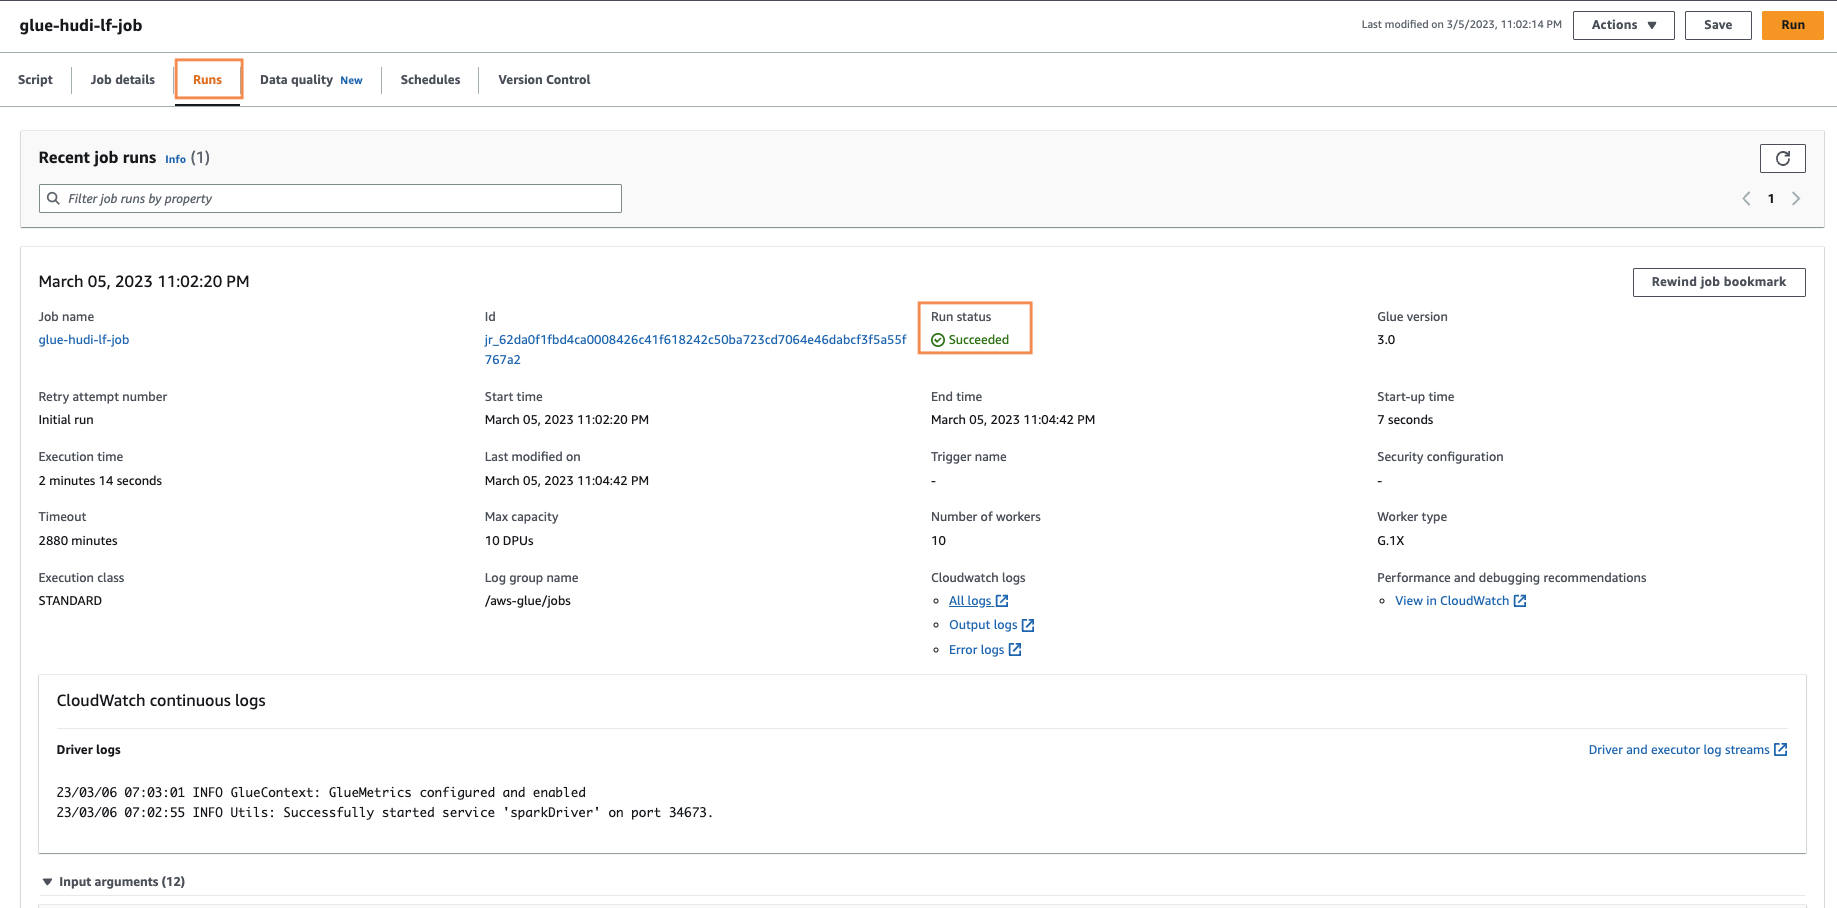 glue-hudi-lf-job
Last modified on 3/5/2023, 11:02:14 PM
Actions
Save
Run
Script
Job details
Runs
Data quality New
Schedules
Version Control
Recent job runs Info (1)
Filter job runs by property
1
March 05, 2023 11:02:20 PM
Rewind job bookmark
Job name
glue-hudi-lf-job
Id
jr_62da0f1fbd4ca0008426c41f618242c50ba723cd7064e46dabcf3f5a55f
767a2
Run status
Succeeded
Glue version
3.0
Retry attempt number
Initial run
Start time
March 05, 2023 11:02:20 PM
End time
March 05, 2023 11:04:42 PM
Start-up time
7 seconds
Execution time
2 minutes 14 seconds
Last modified on
March 05, 2023 11:04:42 PM
Trigger name
-
Security configuration
-
Timeout
2880 minutes
Max capacity
10 DPUs
Number of workers
10
Worker type
G.1X
Execution class
STANDARD
Log group name
/aws-glue/jobs
Cloudwatch logs
All logs
Output logs
Error logs
Performance and debugging recommendations
View in CloudWatch
CloudWatch continuous logs
Driver logs
Driver and executor log streams
23/03/06 07:03:01 INFO GlueContext: GlueMetrics configured and enabled
23/03/06 07:02:55 INFO Utils: Successfully started service 'sparkDriver' on port 34673.
Input arguments (12)